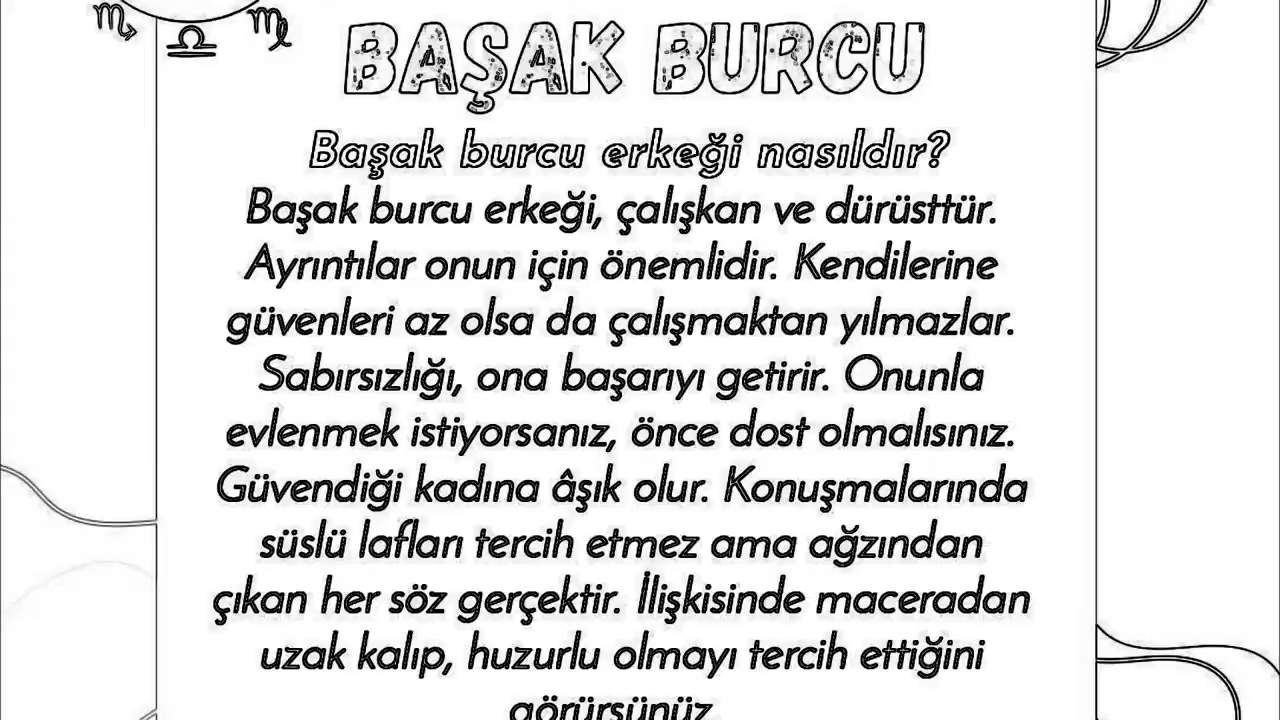 BAŞAK BURCU
Başak burcu erkeği nasıldır?
Başak burcu erkeği, çalışkan ve dürüsttür.
Ayrıntılar onun için önemlidir. Kendilerine
güvenleri az olsa da çalışmaktan yılmazlar.
Sabırsızlığı, ona başarıyı getirir. Onunla
evlenmek istiyorsanız, önce dost olmalısınız.
Güvendiği kadına âşık olur. Konuşmalarında
süslü lafları tercih etmez ama ağzından
çıkan her söz gerçektir. İlişkisinde maceradan
uzak kalıp, huzurlu olmayı tercih ettiğini
görürsünüz.